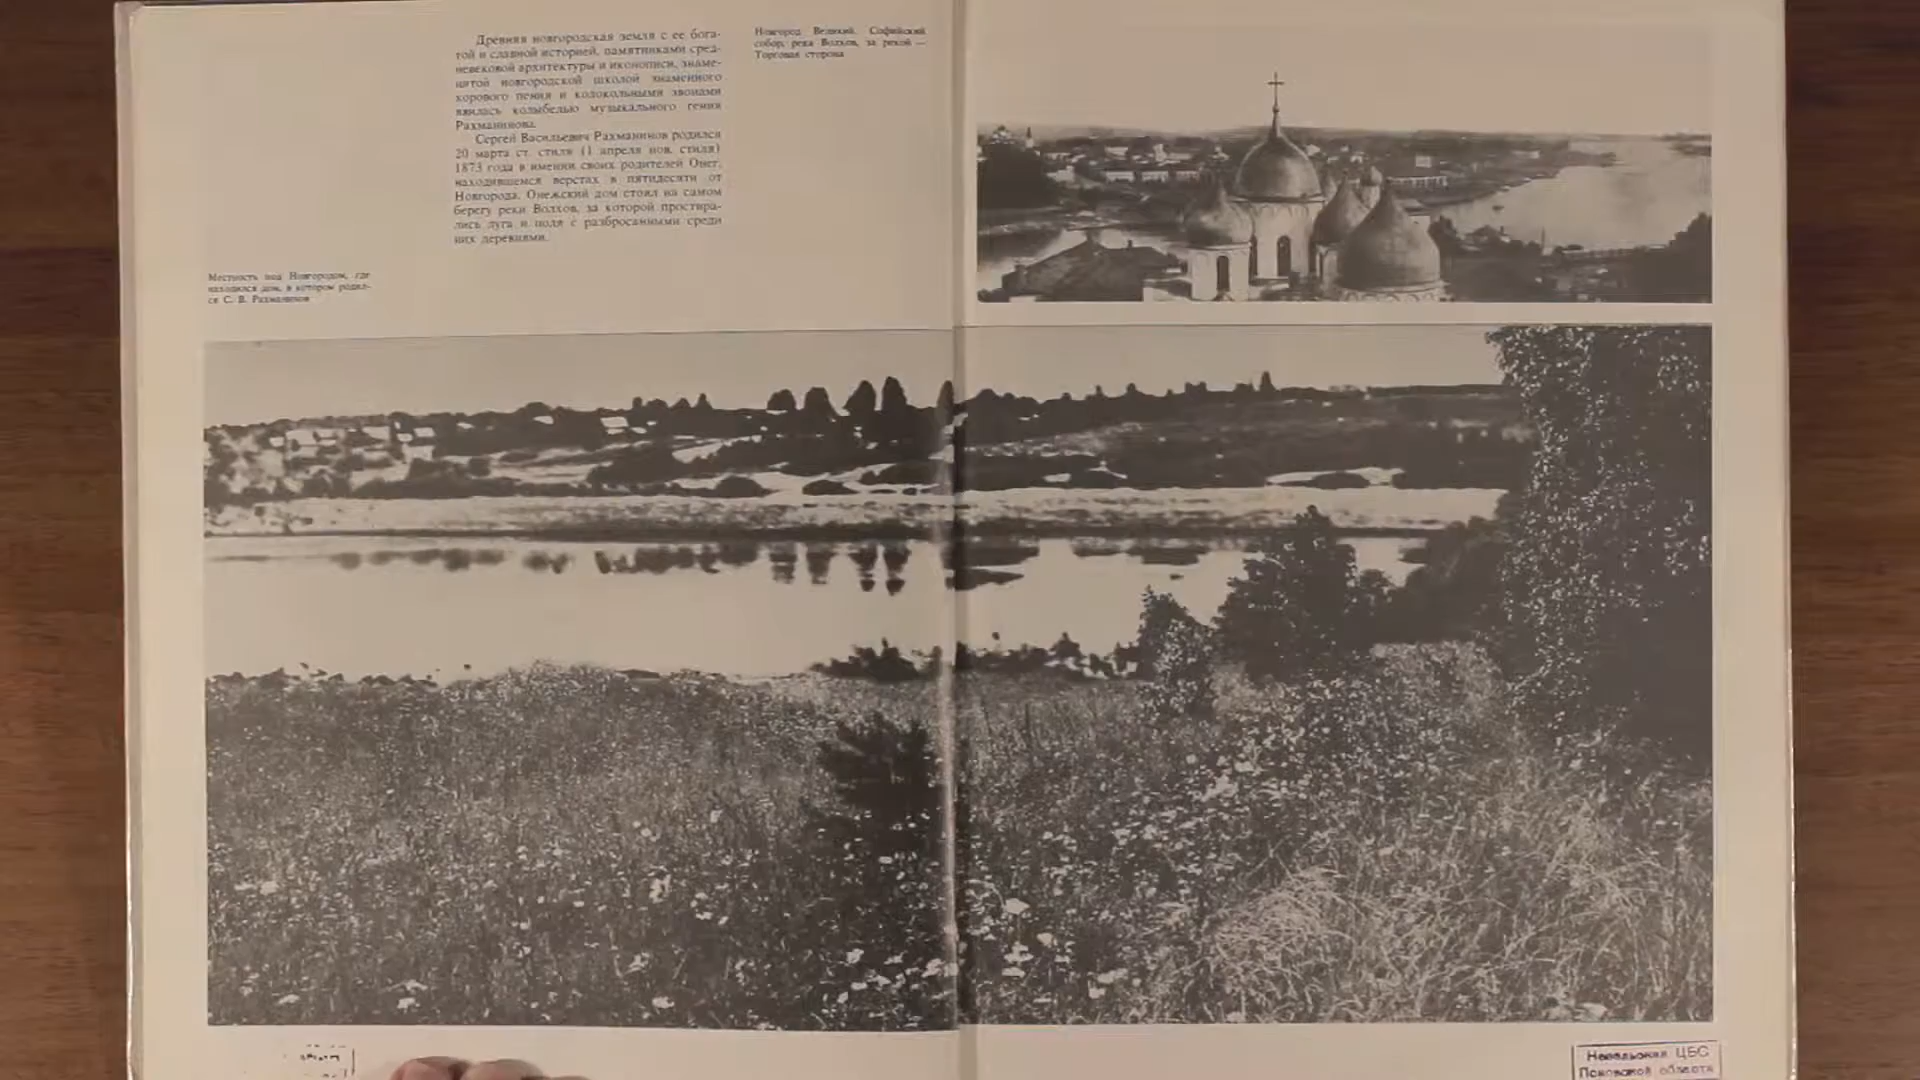 Древняя новгородская земля с ее бога-
той и славной историей, памятниками сред-
невековой архитектуры и иконописи, знаме-
нитой новгородской школой знаменного
хорового пения и колокольными звонами
явилась колыбелью музыкального гения
Рахманинова.
Сергей Васильевич Рахманинов родился
20 марта ст. стиля (1 апреля нов. стиля)
1873 года в имении своих родителей Онег,
находившемся верстах в пятидесяти от
Новгорода. Онежский дом стоял на самом
берегу реки Волхов, за которой простира-
лись луга и поля с разбросанными среди
них деревнями.
Новгород Великий. Софийский
собор, река Волхов, за рекой —
Торговая сторона
Местность под Новгородом, где
находился дом, в котором родил-
ся С. В. Рахманинов
Невельская ЦБС
Псковской области